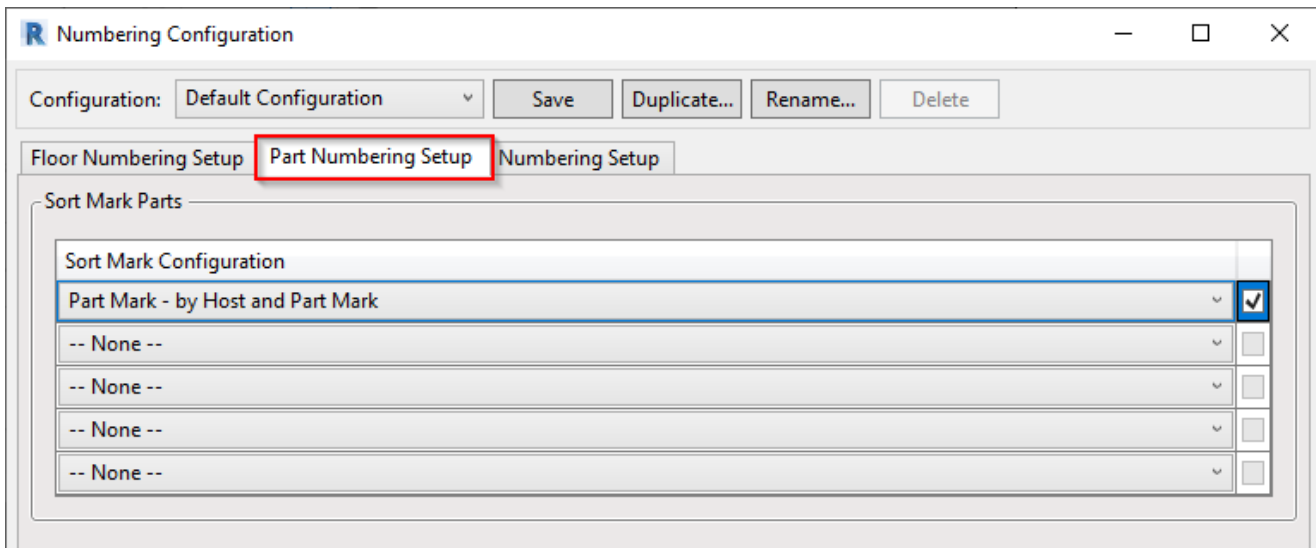 Numbering Configuration
Configuration: Default Configuration Save Duplicate... Rename... Delete
Floor Numbering Setup Part Numbering Setup Numbering Setup
Sort Mark Parts
Sort Mark Configuration
Part Mark - by Host and Part Mark
-- None --
-- None --
-- None --
-- None --